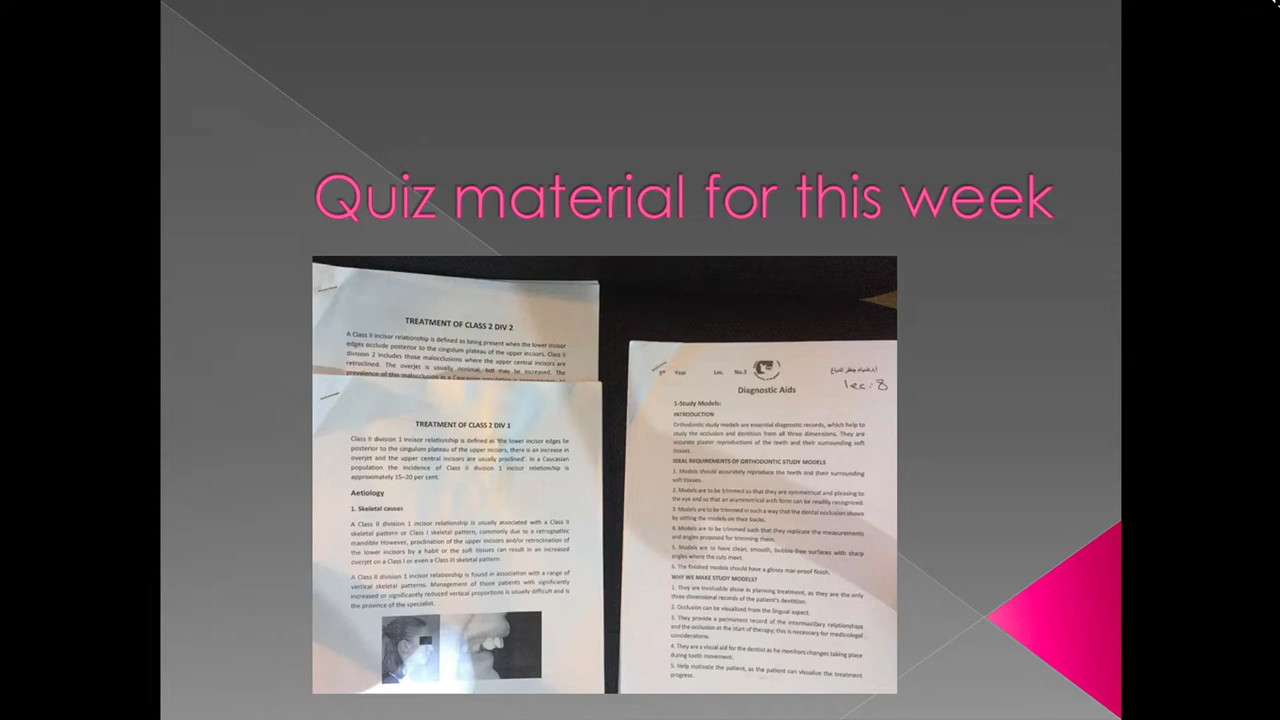 Quiz material for this week
TREATMENT OF CLASS 2 DIV 2
A Class II incisor relationship is defined as being present when the lower incisor
edges occlude posterior to the cingulum plateau of the upper incisors. Class II
division 2 includes those malocclusions where the upper central incisors are
retroclined. The overjet is usually minimal, but may be increased. The
prevalence of this malocclusion in a Caucasian population is approximately
TREATMENT OF CLASS 2 DIV 1
Class II division 1 incisor relationship is defined as 'the lower incisor edges lie
posterior to the cingulum plateau of the upper incisors, there is an increase in
overjet and the upper central incisors are usually proclined'. In a Caucasian
population the incidence of Class II division 1 incisor relationship is
approximately 15–20 per cent.
Aetiology
1. Skeletal causes
A Class II division 1 incisor relationship is usually associated with a Class II
skeletal pattern or Class I skeletal pattern, commonly due to a retrognathic
mandible However, proclination of the upper incisors and/or retroclination of
the lower incisors by a habit or the soft tissues can result in an increased
overjet on a Class I or even a Class III skeletal pattern.
A Class II division 1 incisor relationship is found in association with a range of
vertical skeletal patterns. Management of those patients with significantly
increased or significantly reduced vertical proportions is usually difficult and is
the province of the specialist.
Year Lec. No.3
lec:8
Diagnostic Aids
1-Study Models:
INTRODUCTION
Orthodontic study models are essential diagnostic records, which help to
study the occlusion and dentition from all three dimensions. They are
accurate plaster reproductions of the teeth and their surrounding soft
tissues.
IDEAL REQUIREMENTS OF ORTHODONTIC STUDY MODELS
1. Models should accurately reproduce the teeth and their surrounding
soft tissues.
2. Models are to be trimmed so that they are symmetrical and pleasing to
the eye and so that an asymmetrical arch form can be readily recognized.
3. Models are to be trimmed in such a way that the dental occlusion shows
by setting the models on their backs.
4. Models are to be trimmed such that they replicate the measurements
and angles proposed for trimming them.
5. Models are to have clean, smooth, bubble-free surfaces with sharp
angles where the cuts meet.
6. The finished models should have a glossy mar-proof finish.
WHY WE MAKE STUDY MODELS?
1. They are invaluable alone in planning treatment, as they are the only
three dimensional records of the patient's dentition.
2. Occlusion can be visualized from the lingual aspect.
3. They provide a permanent record of the intermaxillary relationships
and the occlusion at the start of therapy; this is necessary for medicolegal
considerations.
4. They are a visual aid for the dentist as he monitors changes taking place
during tooth movement.
5. Help motivate the patient, as the patient can visualize the treatment
progress.